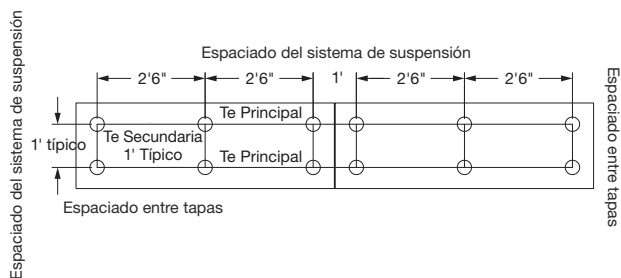 Espaciado del sistema de suspensión
Espaciado del sistema de suspensión
2'6"
2'6"
1'
2'6"
2'6"
Te Principal
1' típico
Te Secundaria
1' Típico
Te Principal
Espaciado entre tapas
Espaciado entre tapas